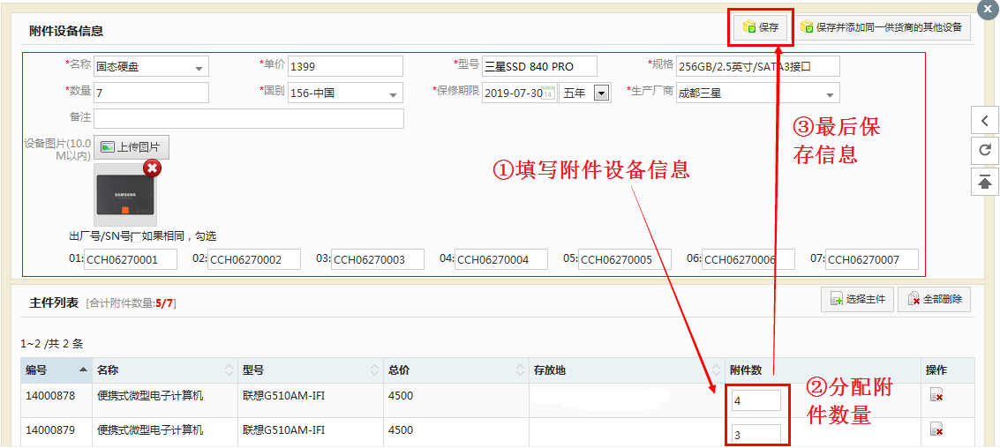 附件设备信息
保存
保存并添加同一供货商的其他设备
*名称 固态硬盘 *单价 1399 *型号 三星SSD 840 PRO *规格 256GB/2.5英寸/SATA3接口
*数量 7 *国别 156-中国 *保修期限 2019-07-30 14 五年 *生产厂商 成都三星
备注
设备图片(10.0
M以内)
上传图片
SAMSUNG
出厂号/SN号 如果相同，勾选
01: CCH06270001 02: CCH06270002 03: CCH06270003 04: CCH06270004 05: CCH06270005 06: CCH06270006 07: CCH06270007
①填写附件设备信息
③最后保
存信息
主件列表 [合计附件数量:5/7]
选择主件 全部删除
1~2 /共 2 条
编号 名称 型号 总价 存放地 附件数 操作
14000878 便携式微型电子计算机 联想G510AM-IFI 4500 4
14000879 便携式微型电子计算机 联想G510AM-IFI 4500 3
②分配附
件数量